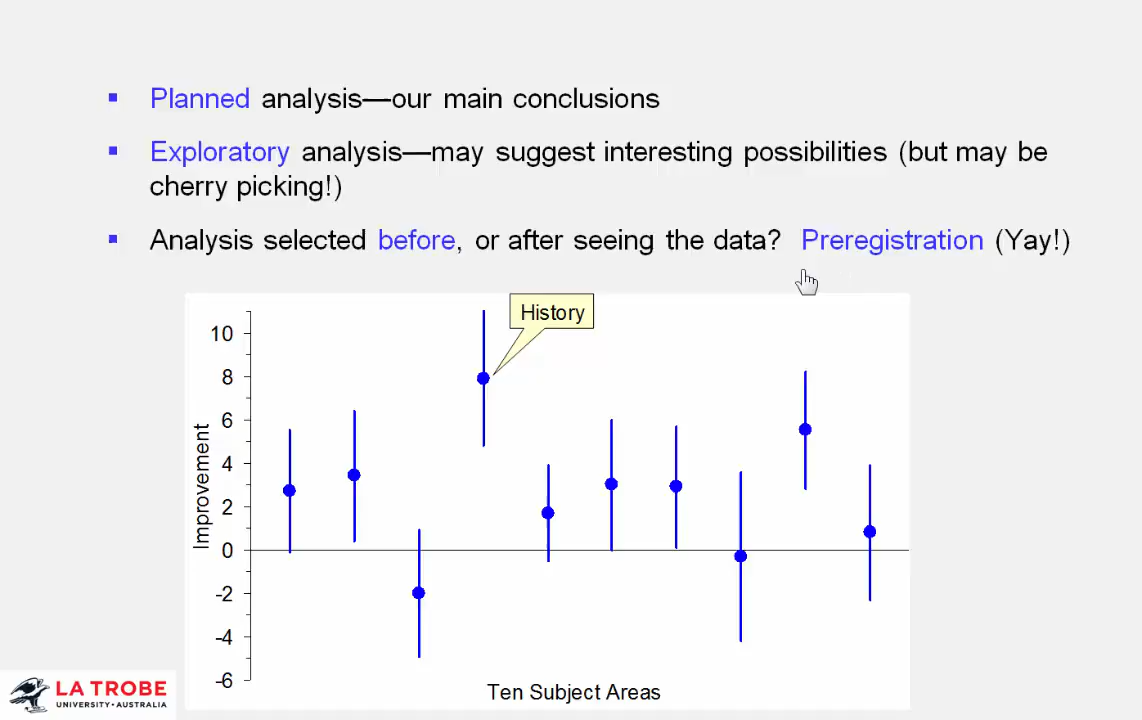 Planned analysis—our main conclusions
Exploratory analysis—may suggest interesting possibilities (but may be
cherry picking!)
Analysis selected before, or after seeing the data? Preregistration (Yay!)
History
10
8
6
4
2
0
-2
-4
-6
Improvement
Ten Subject Areas
LA TROBE
UNIVERSITY • AUSTRALIA